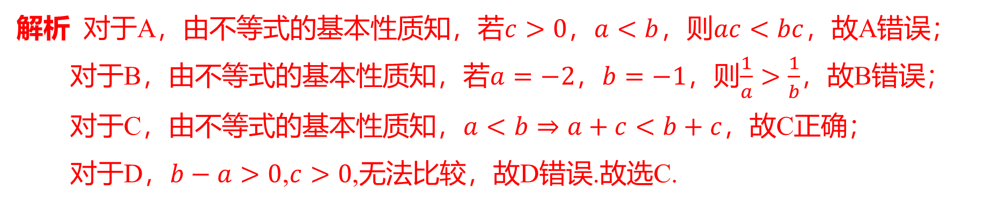 解析 对于A，由不等式的基本性质知，若c > 0，a < b，则ac < bc，故A错误；
对于B，由不等式的基本性质知，若a = −2，b = −1，则1/a > 1/b，故B错误；
对于C，由不等式的基本性质知，a < b ⇒ a + c < b + c，故C正确；
对于D，b − a > 0,c > 0,无法比较，故D错误.故选C.